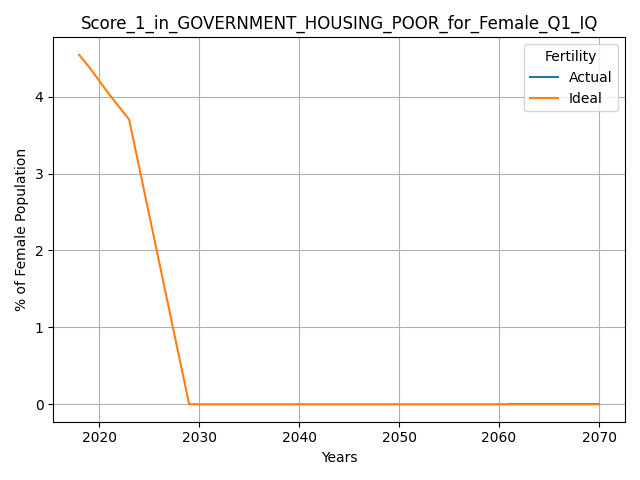 Score_1_in_GOVERNMENT_HOUSING_POOR_for_Female_Q1_IQ
Fertility
Actual
Ideal
% of Female Population
4
3
2
1
0
2020 2030 2040 2050 2060 2070
Years